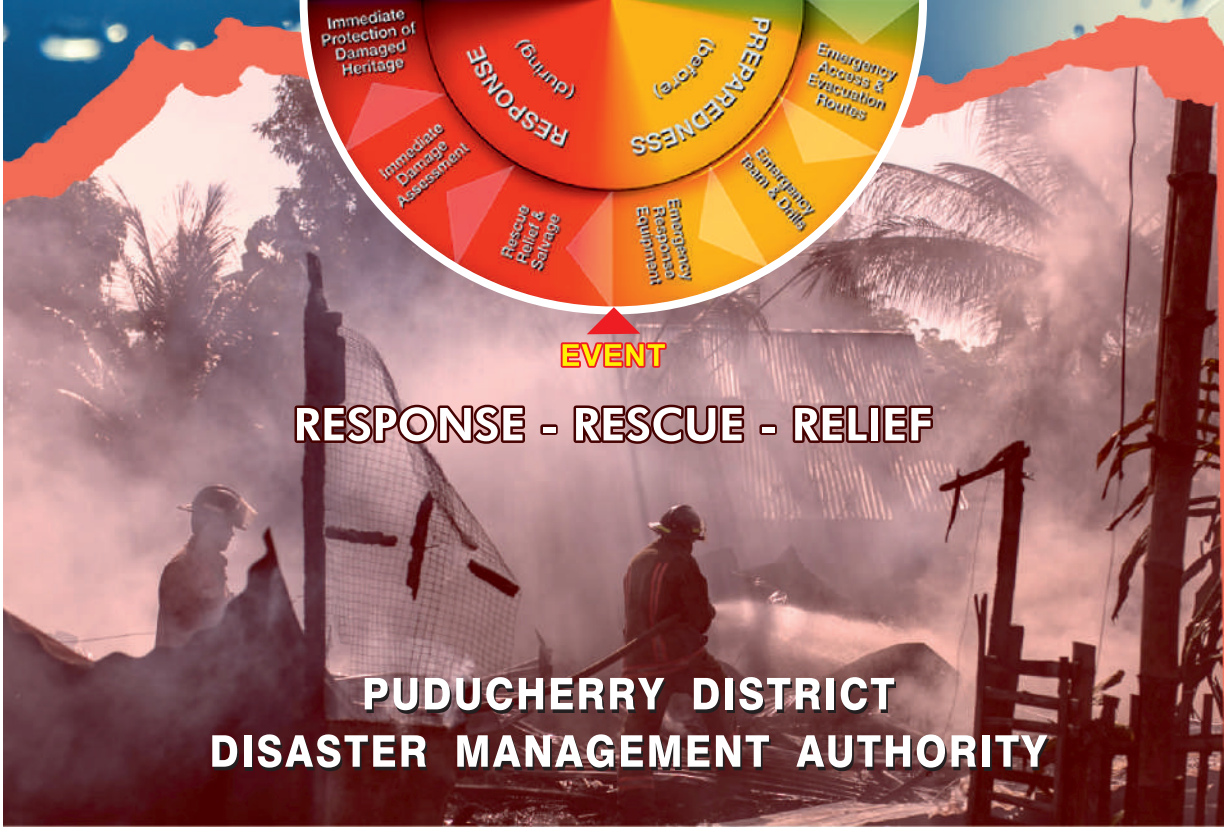 Immediate
Protection of
Damaged
Heritage
RESPONSE
(during)
PREPAREDNESS
(before)
Emergency
Access &
Evacuation
Routes
Immediate
Damage
Assessment
Rescue
Relief &
Salvage
Emergency
Response
Equipment
Emergency
Team & Drills
EVENT
RESPONSE - RESCUE - RELIEF
PUDUCHERRY DISTRICT
DISASTER MANAGEMENT AUTHORITY